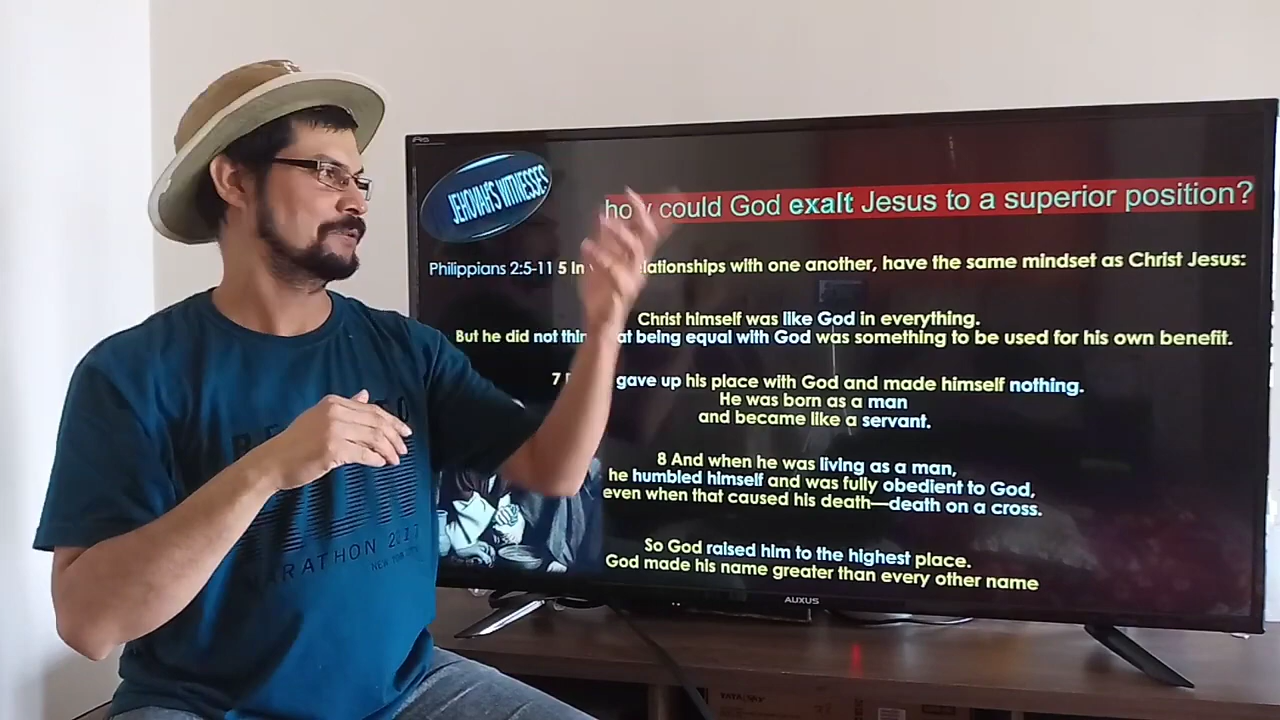 JEHOVAH'S WITNESSES
how could God exalt Jesus to a superior position?
Philippians 2:5-11 5 In relationships with one another, have the same mindset as Christ Jesus:
Christ himself was like God in everything.
But he did not being equal with God was something to be used for his own benefit.
7 gave up his place with God and made himself nothing.
He was born as a man
and became like a servant.
8 And when he was living as a man,
he humbled himself and was fully obedient to God,
even when that caused his death—death on a cross.
So God raised him to the highest place.
God made his name greater than every other name
AUXUS
MARATHON 2017
NEW YORK CITY